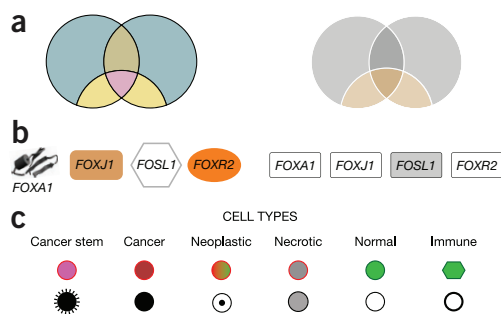 a
b
FOXA1 FOXJ1 FOSL1 FOXR2 FOXA1 FOXJ1 FOSL1 FOXR2
c
CELL TYPES
Cancer stem Cancer Neoplastic Necrotic Normal Immune